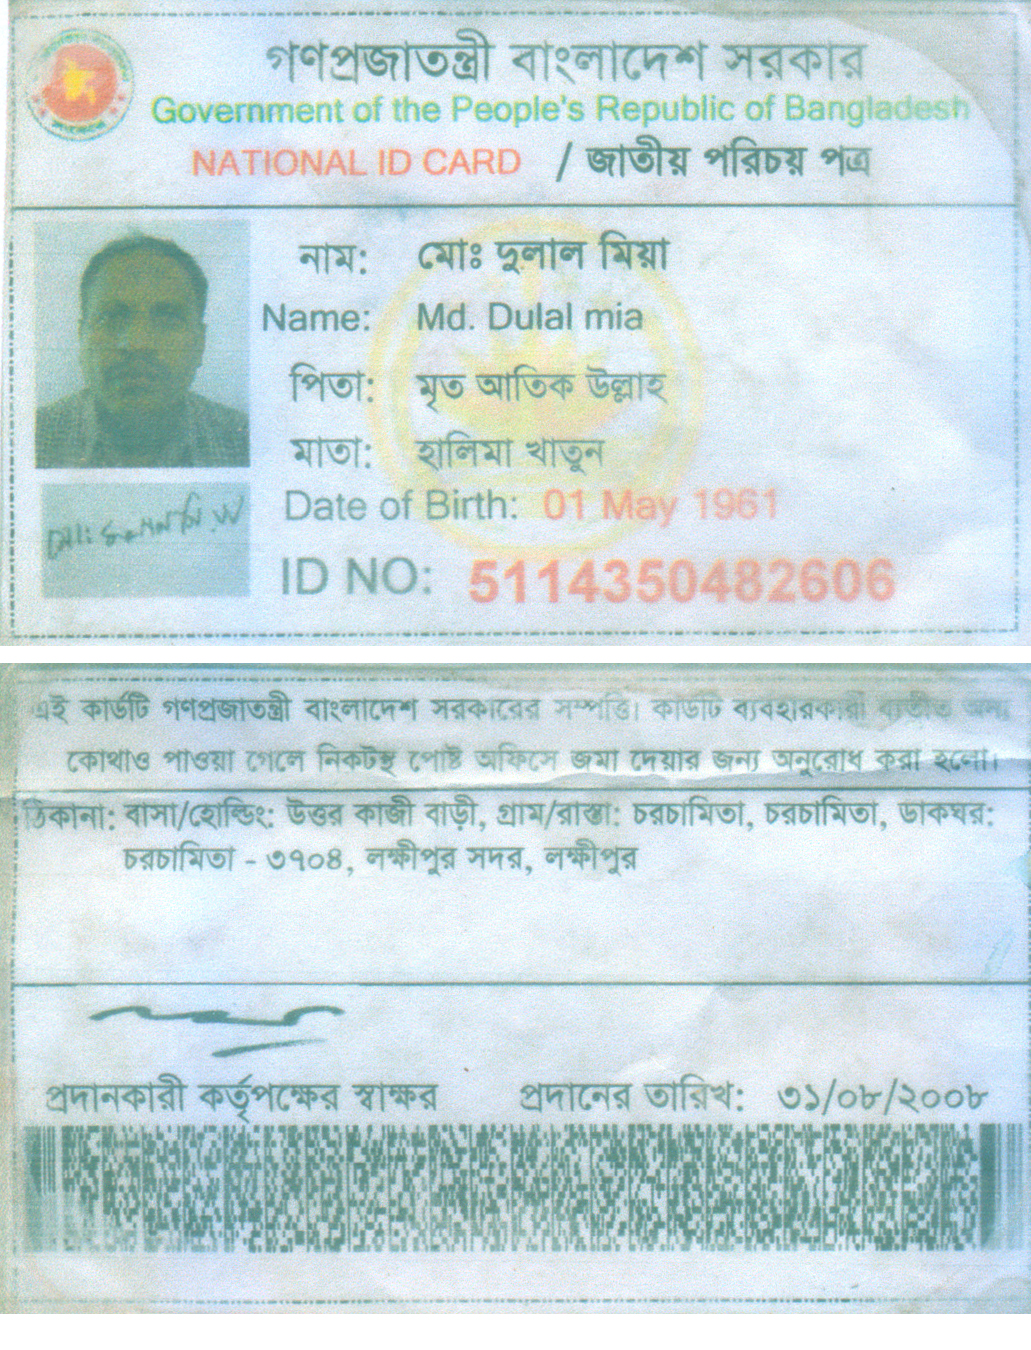 গণপ্রজাতন্ত্রী বাংলাদেশ সরকার
Government of the People's Republic of Bangladesh
NATIONAL ID CARD / জাতীয় পরিচয় পত্র
নাম: মোঃ দুলাল মিয়া
Name: Md. Dulal mia
পিতা: মৃত আতিক উল্লাহ
মাতা: হালিমা খাতুন
Date of Birth: 01 May 1961
ID NO: 5114350482606
এই কার্ডটি গণপ্রজাতন্ত্রী বাংলাদেশ সরকারের সম্পত্তি। কার্ডটি ব্যবহারকারী ব্যতীত অন্য
কোথাও পাওয়া গেলে নিকটস্থ পোষ্ট অফিসে জমা দেয়ার জন্য অনুরোধ করা হলো।
ঠিকানা: বাসা/হোল্ডিং: উত্তর কাজী বাড়ী, গ্রাম/রাস্তা: চরচামিতা, চরচামিতা, ডাকঘর:
চরচামিতা - ৩৭০৪, লক্ষীপুর সদর, লক্ষীপুর
প্রদানকারী কর্তৃপক্ষের স্বাক্ষর প্রদানের তারিখ: ৩১/০৮/২০০৮